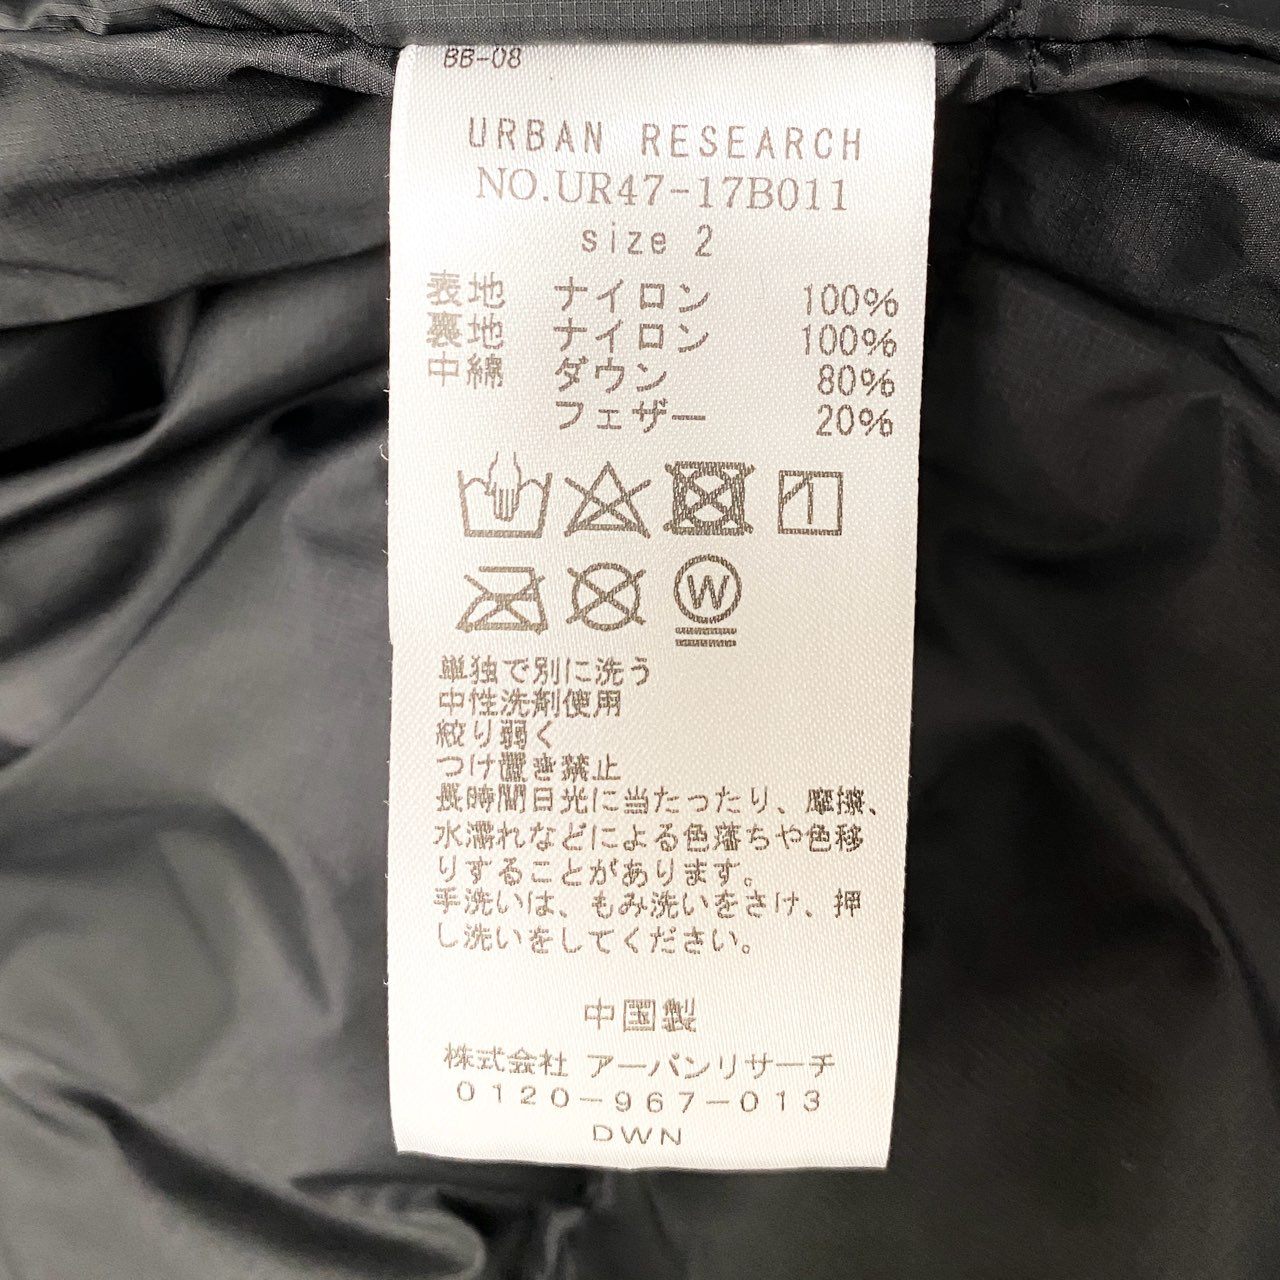 BB-08
URBAN RESEARCH
NO.UR47-17B011
size 2
表地 ナイロン 100%
裏地 ナイロン 100%
中綿 ダウン 80%
フェザー 20%
W
単独で別に洗う
中性洗剤使用
絞り弱く
つけ置き禁止
長時間日光に当たったり、摩擦、
水濡れなどによる色落ちや色移
りすることがあります。
手洗いは、もみ洗いをさけ、押
し洗いをしてください。
中国製
株式会社 アーバンリサーチ
0120-967-013
DWN